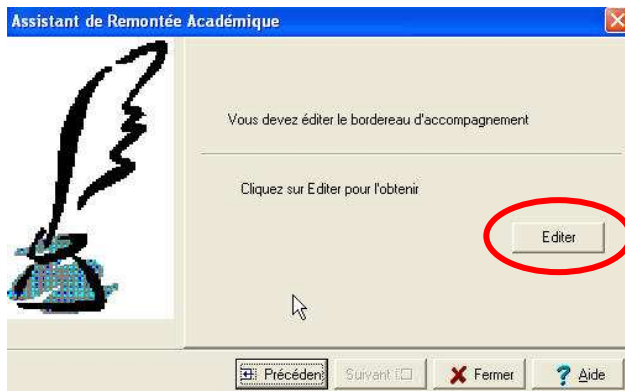 Assistant de Remontée Académique
Vous devez éditer le bordereau d'accompagnement
Cliquez sur Editer pour l'obtenir
Editer
Précéden
Suivant
Fermer
Aide